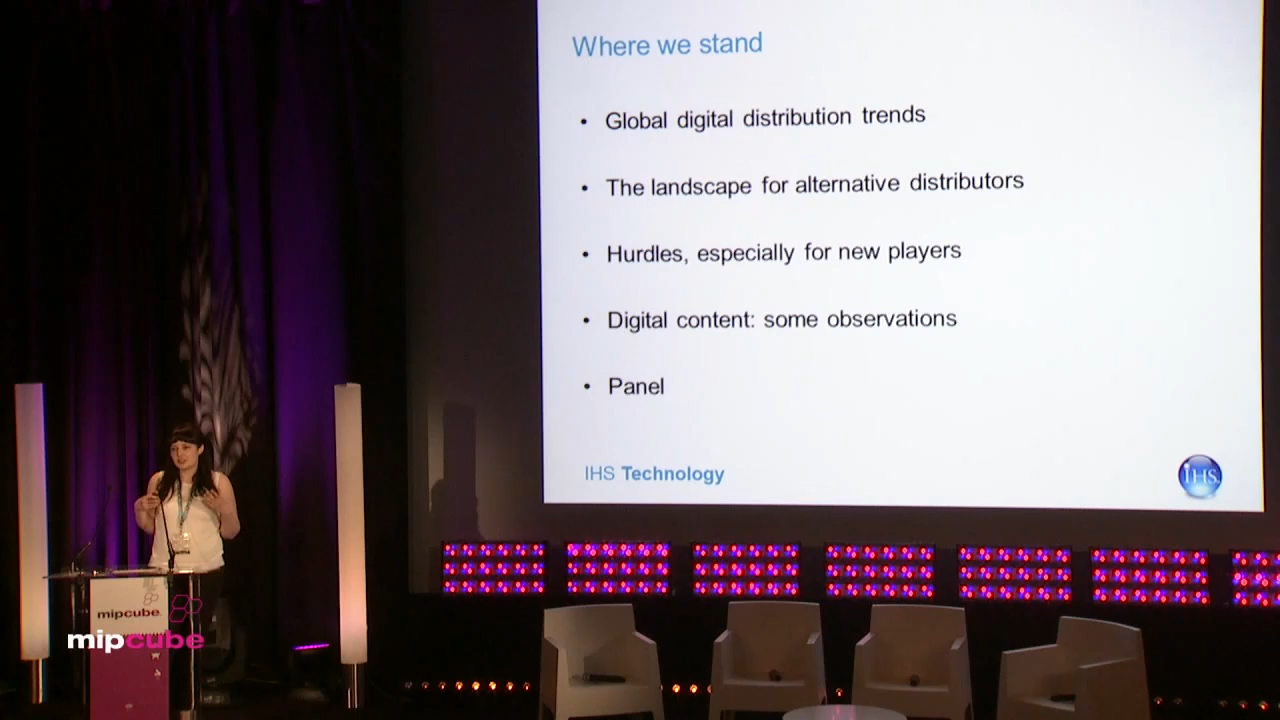 Where we stand
• Global digital distribution trends
• The landscape for alternative distributors
• Hurdles, especially for new players
• Digital content: some observations
• Panel
IHS Technology
IHS
mipcube.
mipcube